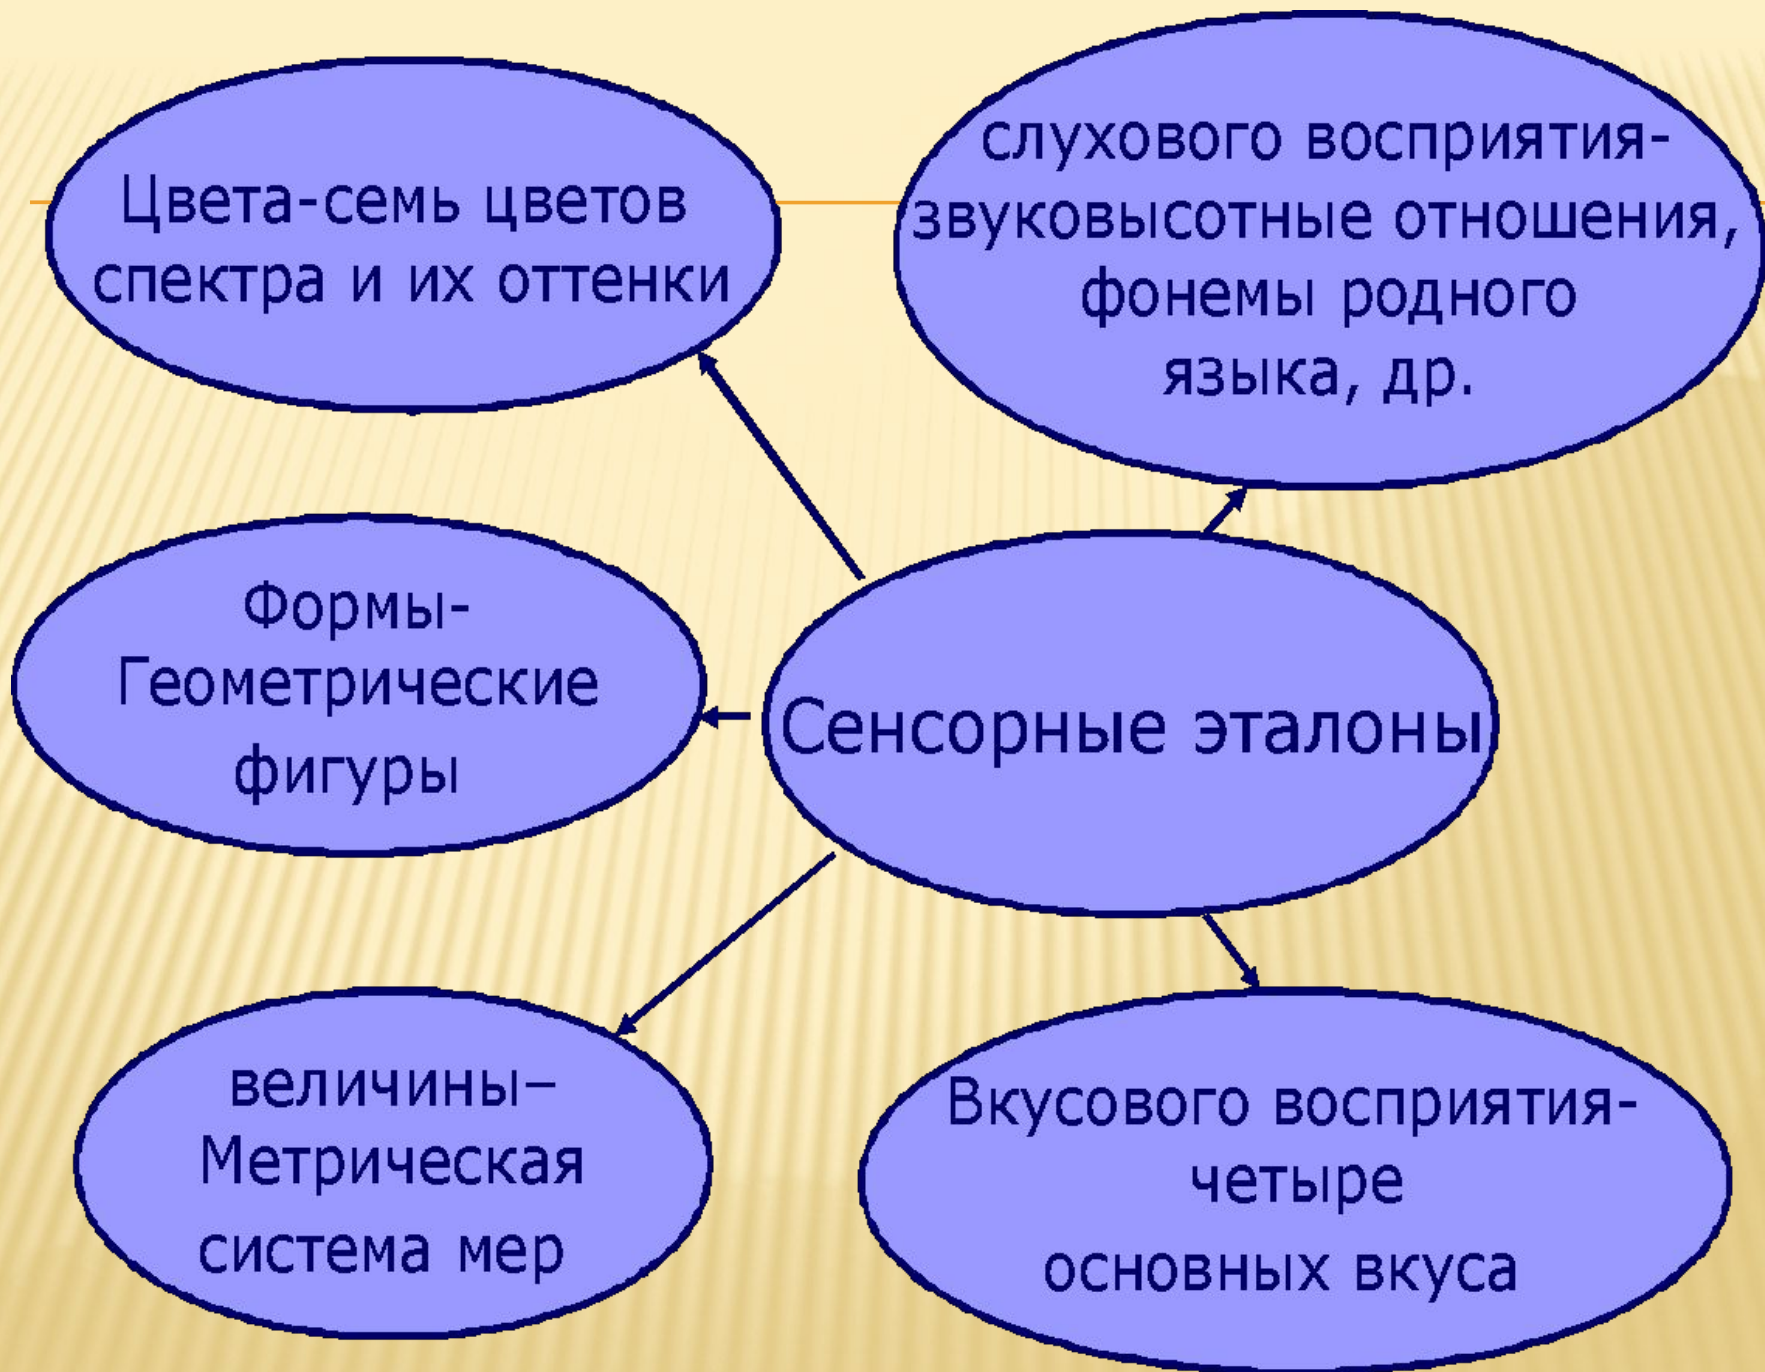 Цвета-семь цветов
спектра и их оттенки
слухового восприятия-
звуковысотные отношения,
фонемы родного
языка, др.
Формы-
Геометрические
фигуры
Сенсорные эталоны
величины–
Метрическая
система мер
Вкусового восприятия-
четыре
основных вкуса